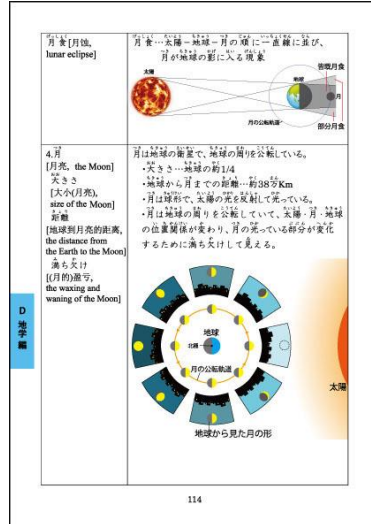 月食[月蚀,
lunar eclipse]
月食…太陽－地球－月の順に一直線に並び、
月が地球の影に入る現象
太陽
地球
皆既月食
月
月の公転軌道
部分月食
4.月
[月亮, the Moon]
大きさ
[大小(月亮),
size of the Moon]
距離
[地球到月亮的距离,
the distance from
the Earth to the Moon]
満ち欠け
[(月的)盈亏,
the waxing and
waning of the Moon]
月は地球の衛星で、地球の周りを公転している。
・大きさ…地球の約1/4
・地球から月までの距離…約38万Km
・月は球形で、太陽の光を反射して光っている。
・月は地球の周りを公転していて、太陽・月・地球
の位置関係が変わり、月の光っている部分が変化
するために満ち欠けして見える。
地球
北極
月の公転軌道
太陽
地球から見た月の形
D 地学編
114